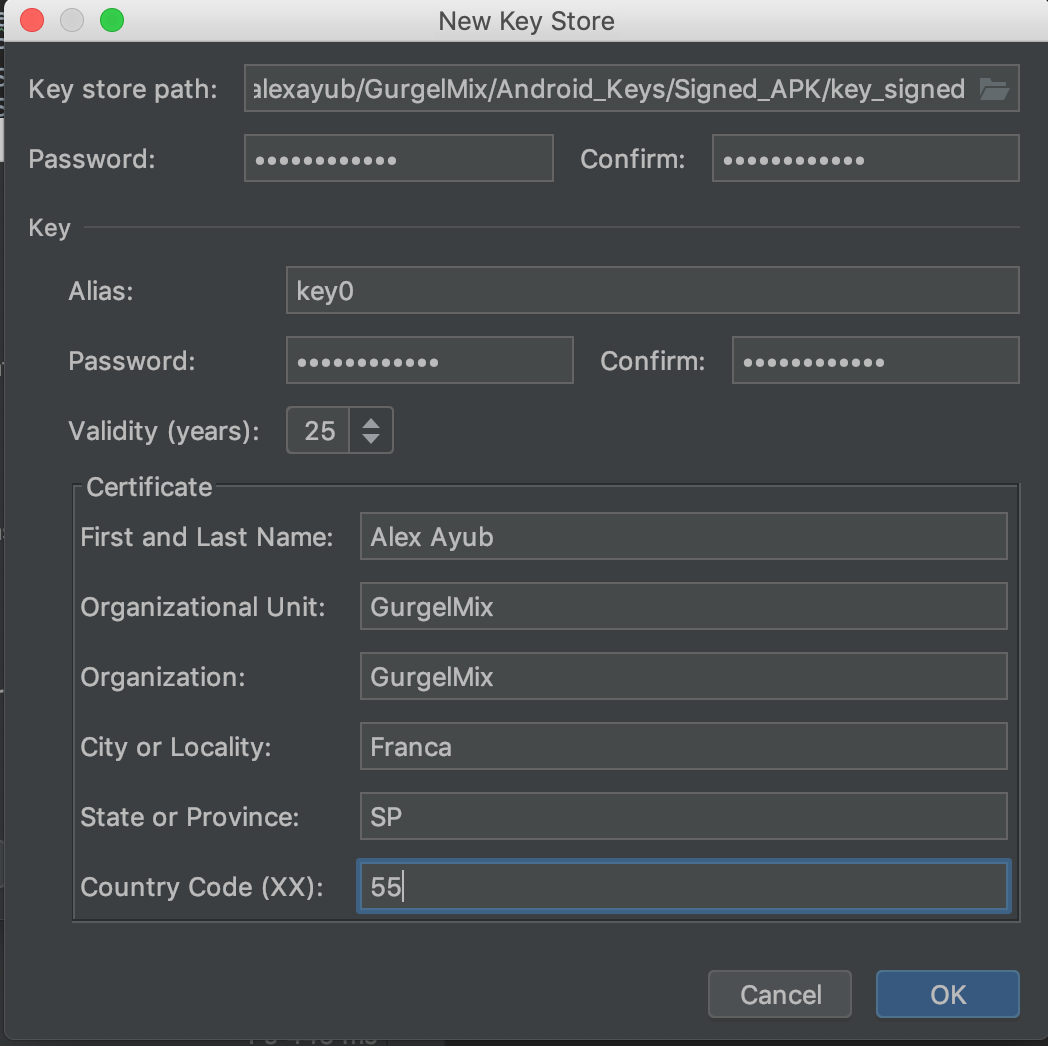 New Key Store
Key store path: alexayub/GurgelMix/Android_Keys/Signed_APK/key_signed
Password: •••••••••••• Confirm: ••••••••••••
Key
Alias: key0
Password: •••••••••••• Confirm: ••••••••••••
Validity (years): 25
Certificate
First and Last Name: Alex Ayub
Organizational Unit: GurgelMix
Organization: GurgelMix
City or Locality: Franca
State or Province: SP
Country Code (XX): 55
Cancel OK